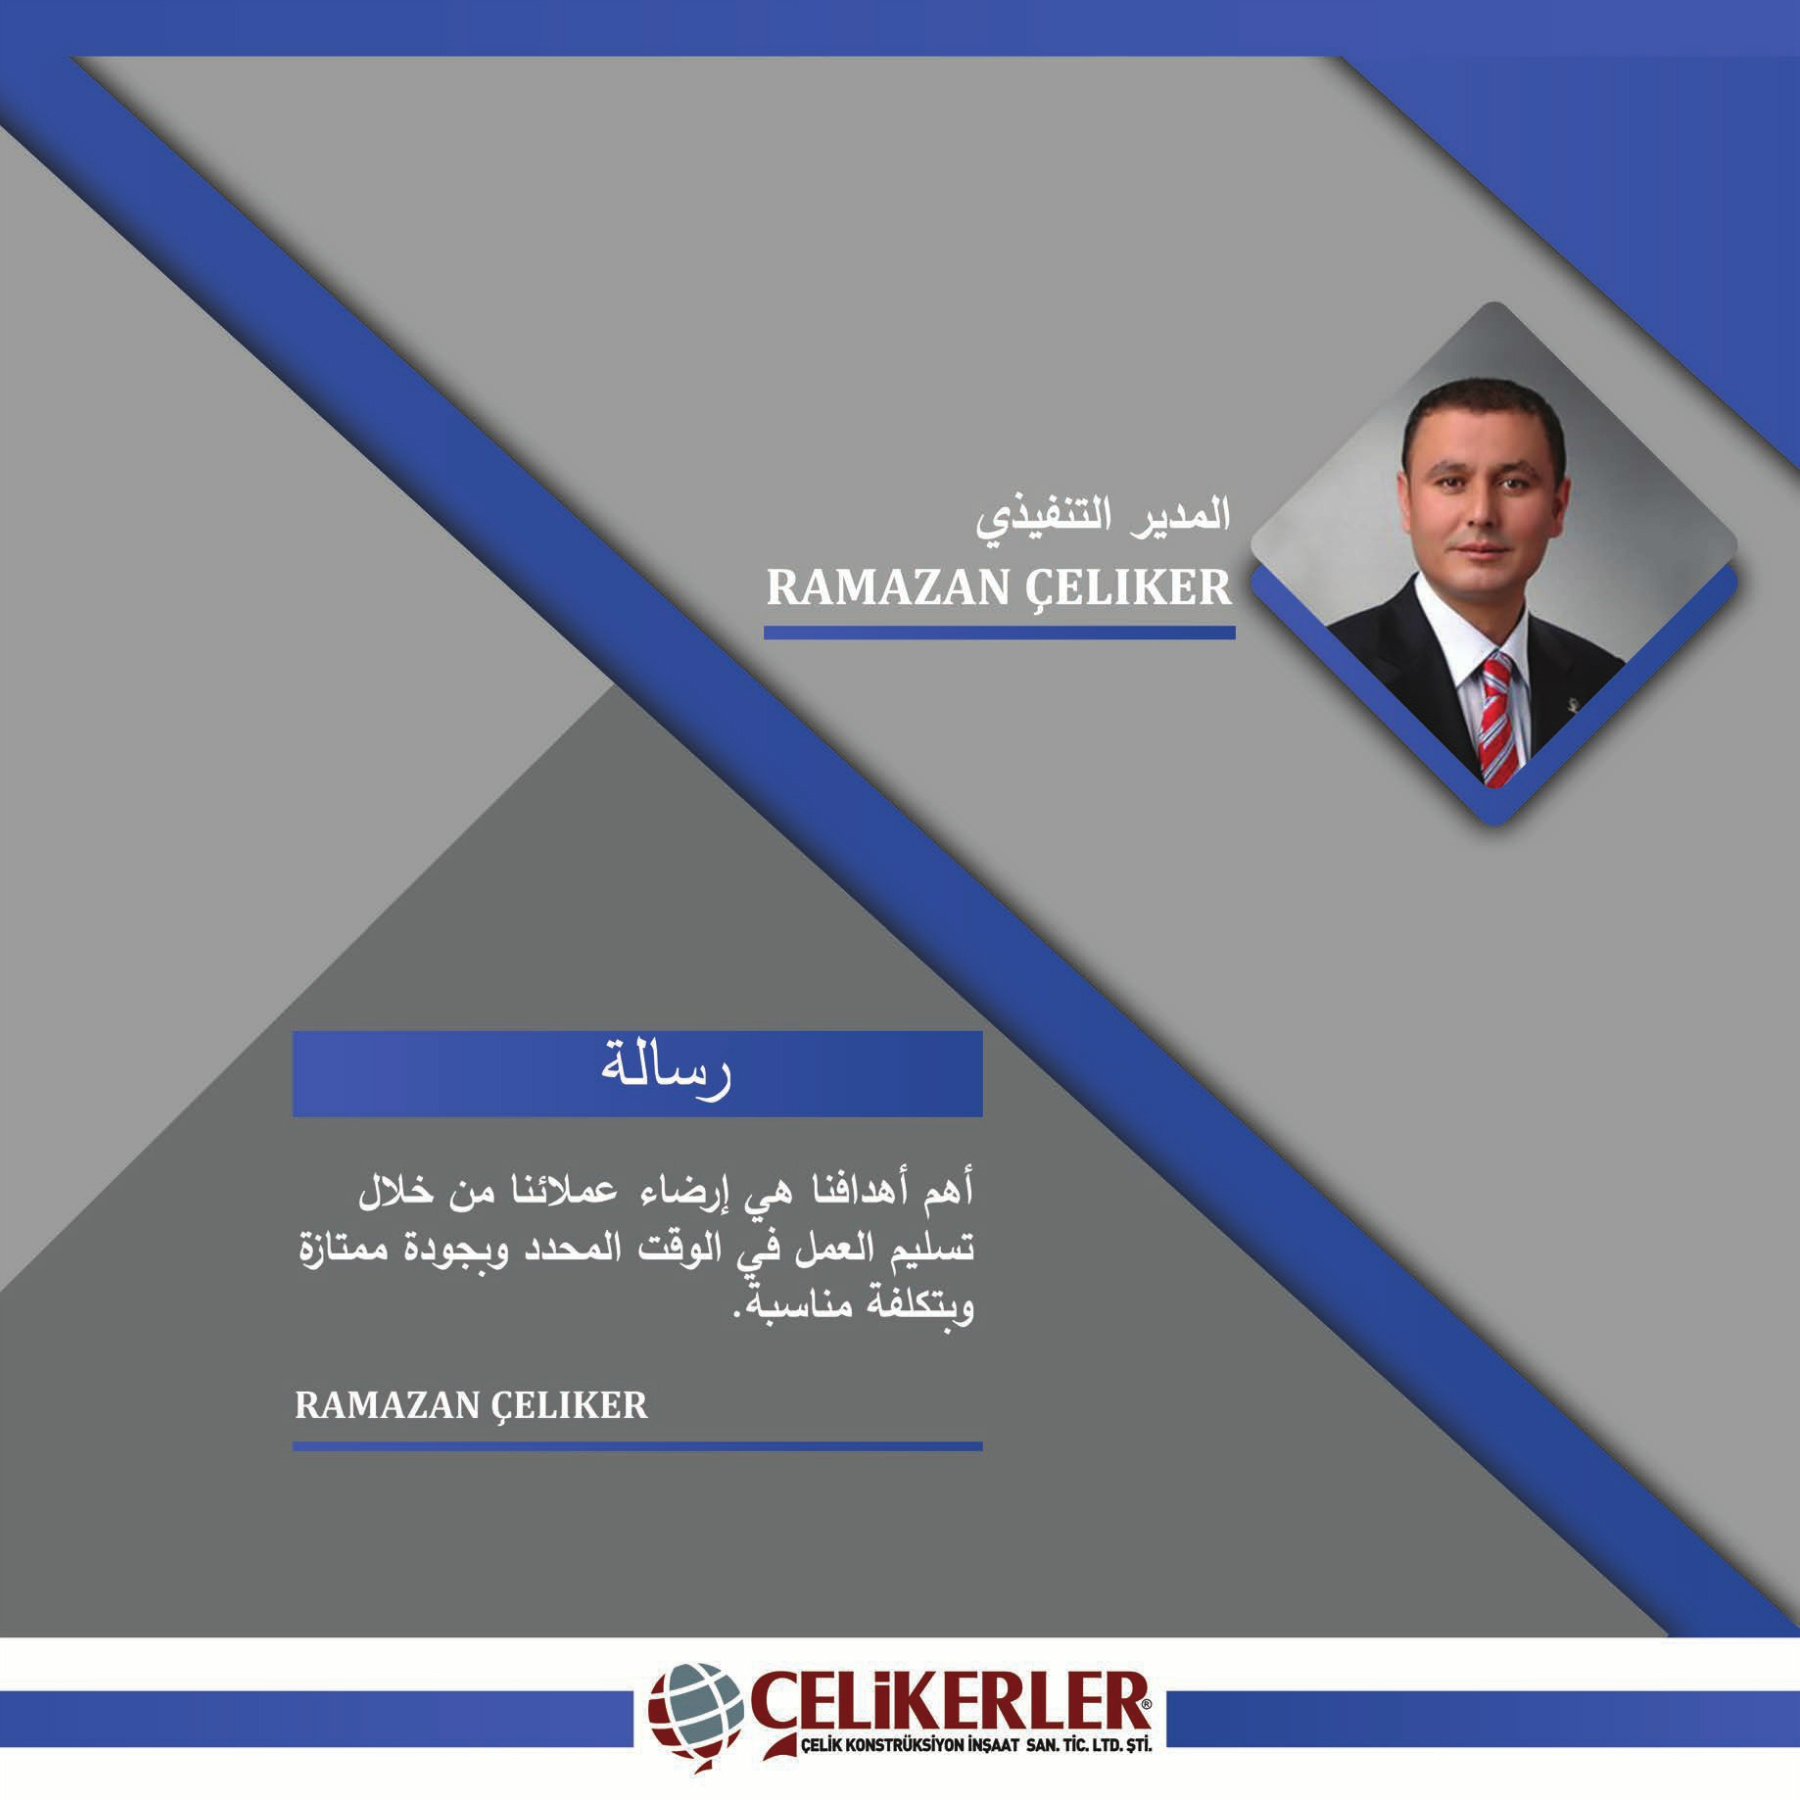 المدير التنفيذي
RAMAZAN ÇELIKER
رسالة
أهم أهدافنا هي إرضاء عملائنا من خلال
تسليم العمل في الوقت المحدد وبجودة ممتازة
وبتكلفة مناسبة.
RAMAZAN ÇELIKER
ÇELiKERLER®
ÇELİK KONSTRÜKSİYON İNŞAAT SAN. TİC. LTD. ŞTİ.